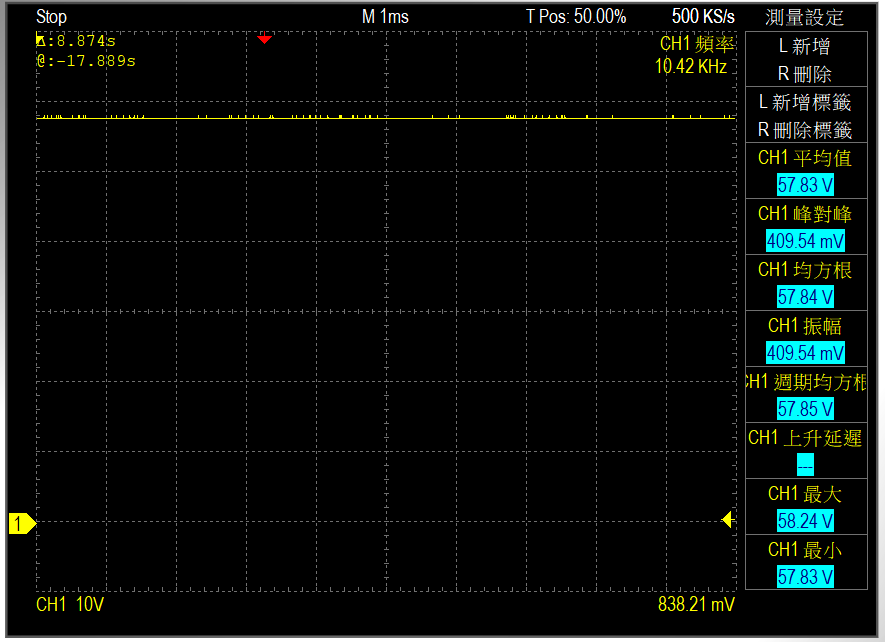 Stop M 1ms T Pos: 50.00% 500 KS/s 測量設定
Δ:8.874s
@:-17.889s
CH1 頻率
10.42 KHz
L 新增
R 刪除
L 新增標籤
R 刪除標籤
CH1 平均值
57.83 V
CH1 峰對峰
409.54 mV
CH1 均方根
57.84 V
CH1 振幅
409.54 mV
CH1 週期均方根
57.85 V
CH1 上升延遲
---
CH1 最大
58.24 V
CH1 最小
57.83 V
1
CH1 10V 838.21 mV